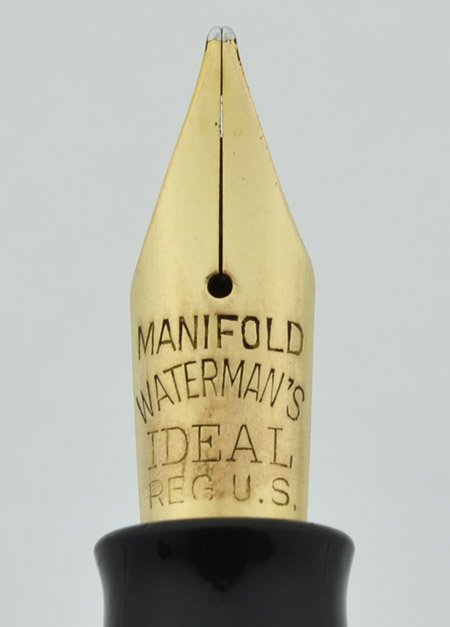 MANIFOLD
WATERMAN'S
IDEAL
REG U.S.